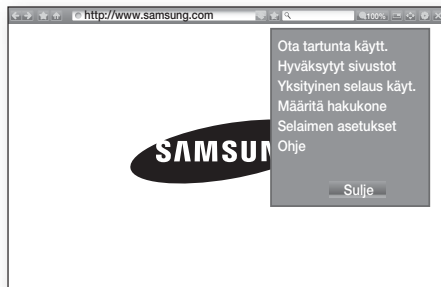 http://www.samsung.com
100%
Ota tartunta käytt.
Hyväksytyt sivustot
Yksityinen selaus käyt.
Määritä hakukone
Selaimen asetukset
Ohje
SAMSUN
Sulje